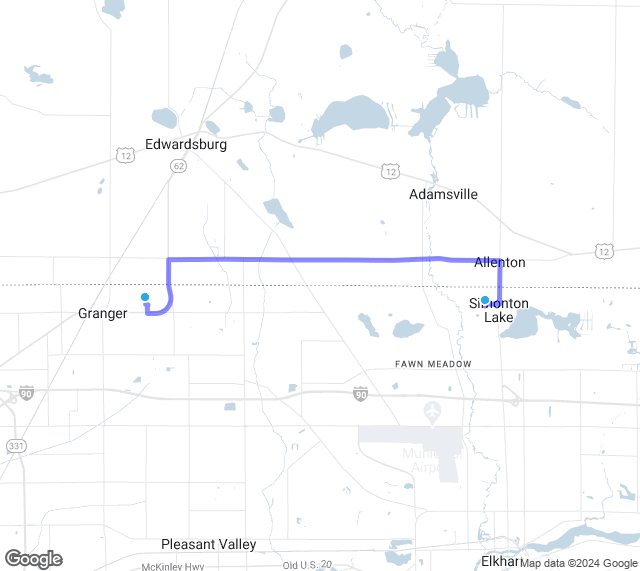 Edwardsburg
12
62
12
Adamsville
12
Allenton
Simonton
Lake
Granger
FAWN MEADOW
90
90
331
Municipal
Airport
Pleasant Valley
McKinley Hwy
Old U.S. 20
Elkhar
Google
Map data ©2024 Google